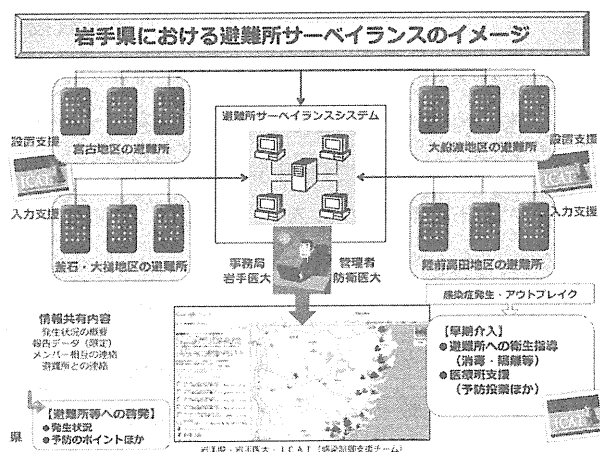 岩手県における避難所サーベイランスのイメージ
避難所サーベイランスシステム
設置支援
宮古地区の避難所
大船渡地区の避難所
設置支援
ICAT
ICAT
入力支援
入力支援
釜石・大槌地区の避難所
陸前高田地区の避難所
事務局
岩手医大
管理者
防衛医大
感染症発生・アウトブレイク
情報共有内容
発生状況の概要
報告データ（限定）
メンバー相互の連絡
避難所との連絡
【早期介入】
●避難所への衛生指導
（消毒・隔離等）
●医療班支援
（予防投薬ほか）
【避難所等への啓発】
●発生状況
●予防のポイントほか
県
岩手県・岩手医大・ICAT（感染制御支援チーム）